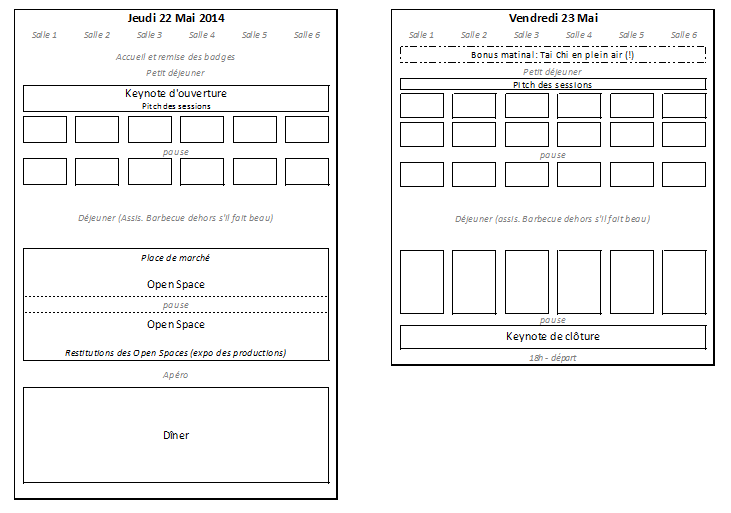 Jeudi 22 Mai 2014
Salle 1 Salle 2 Salle 3 Salle 4 Salle 5 Salle 6
Accueil et remise des badges
Petit déjeuner
Keynote d'ouverture
Pitch des sessions
pause
Déjeuner (Assis. Barbecue dehors s'il fait beau)
Place de marché
Open Space
pause
Open Space
Restitutions des Open Spaces (expo des productions)
Apéro
Dîner
Vendredi 23 Mai
Salle 1 Salle 2 Salle 3 Salle 4 Salle 5 Salle 6
Bonus matinal : Tai Chi en plein air (!)
Petit déjeuner
Pitch des sessions
pause
Déjeuner (assis. Barbecue dehors s'il fait beau)
pause
Keynote de clôture
18h - départ